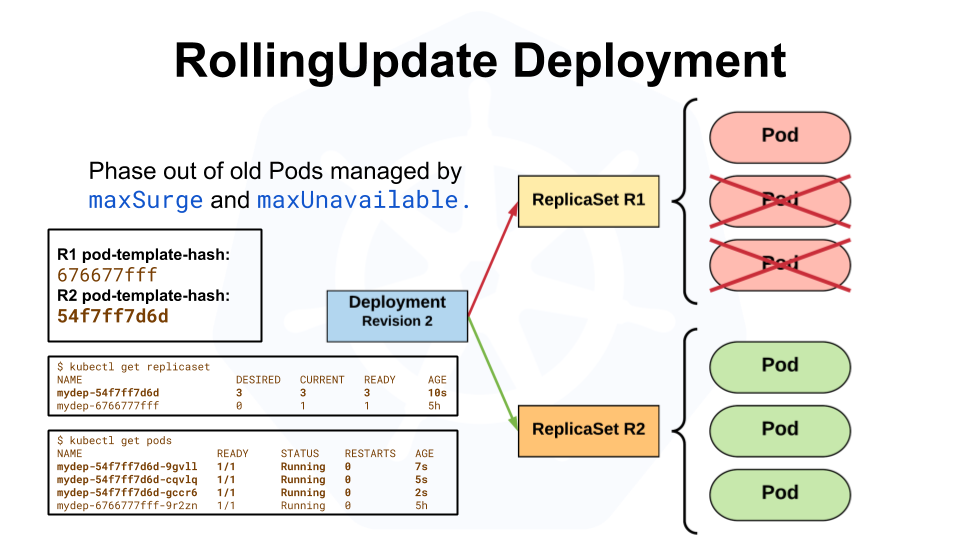 RollingUpdate Deployment
Phase out of old Pods managed by
maxSurge and maxUnavailable.
R1 pod-template-hash:
676677fff
R2 pod-template-hash:
54f7ff7d6d
$ kubectl get replicaset
NAME DESIRED CURRENT READY AGE
mydep-54f7ff7d6d 3 3 3 10s
mydep-6766777fff 0 1 1 5h
$ kubectl get pods
NAME READY STATUS RESTARTS AGE
mydep-54f7ff7d6d-9gvll 1/1 Running 0 7s
mydep-54f7ff7d6d-cqvlq 1/1 Running 0 5s
mydep-54f7ff7d6d-gccr6 1/1 Running 0 2s
mydep-6766777fff-9r2zn 1/1 Running 0 5h
Deployment
Revision 2
ReplicaSet R1
Pod
Pod
Pod
ReplicaSet R2
Pod
Pod
Pod